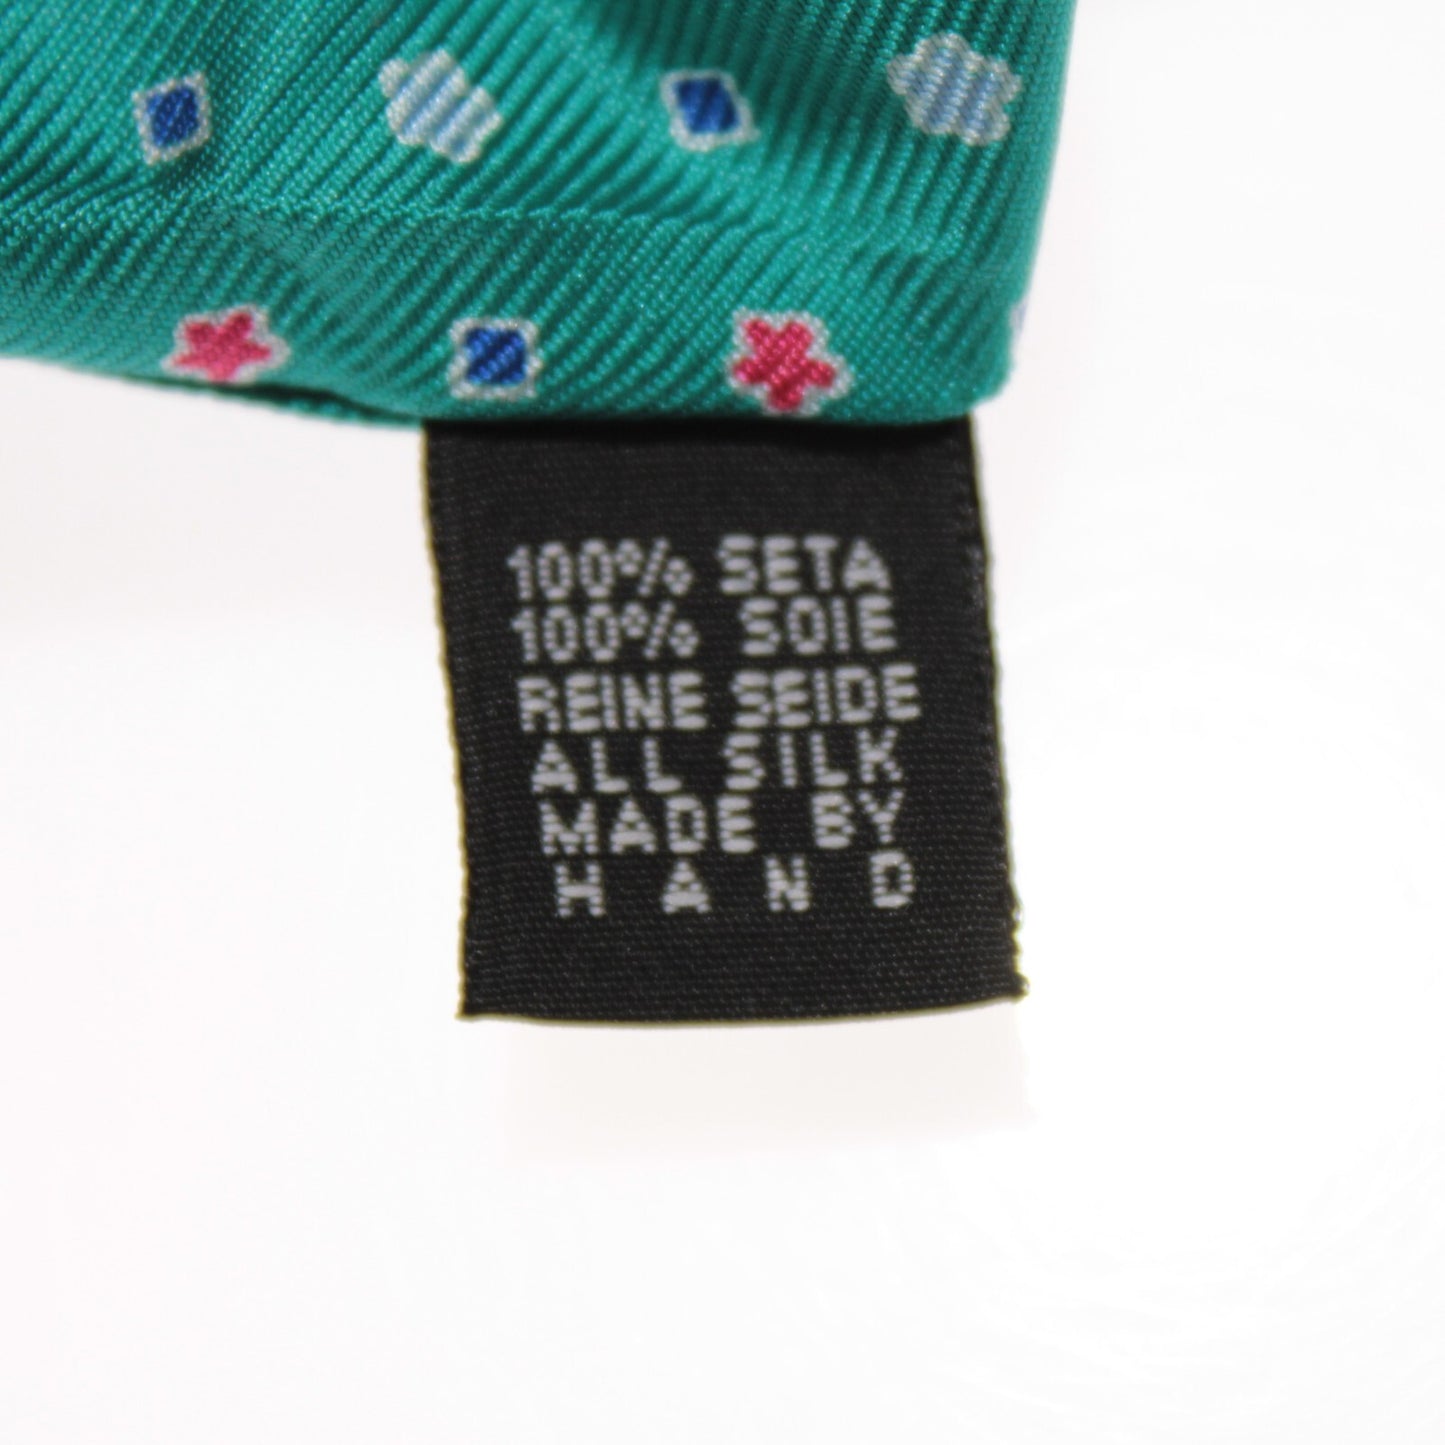 100% SETA
100% SOIE
REINE SEIDE
ALL SILK
MADE BY
HAND